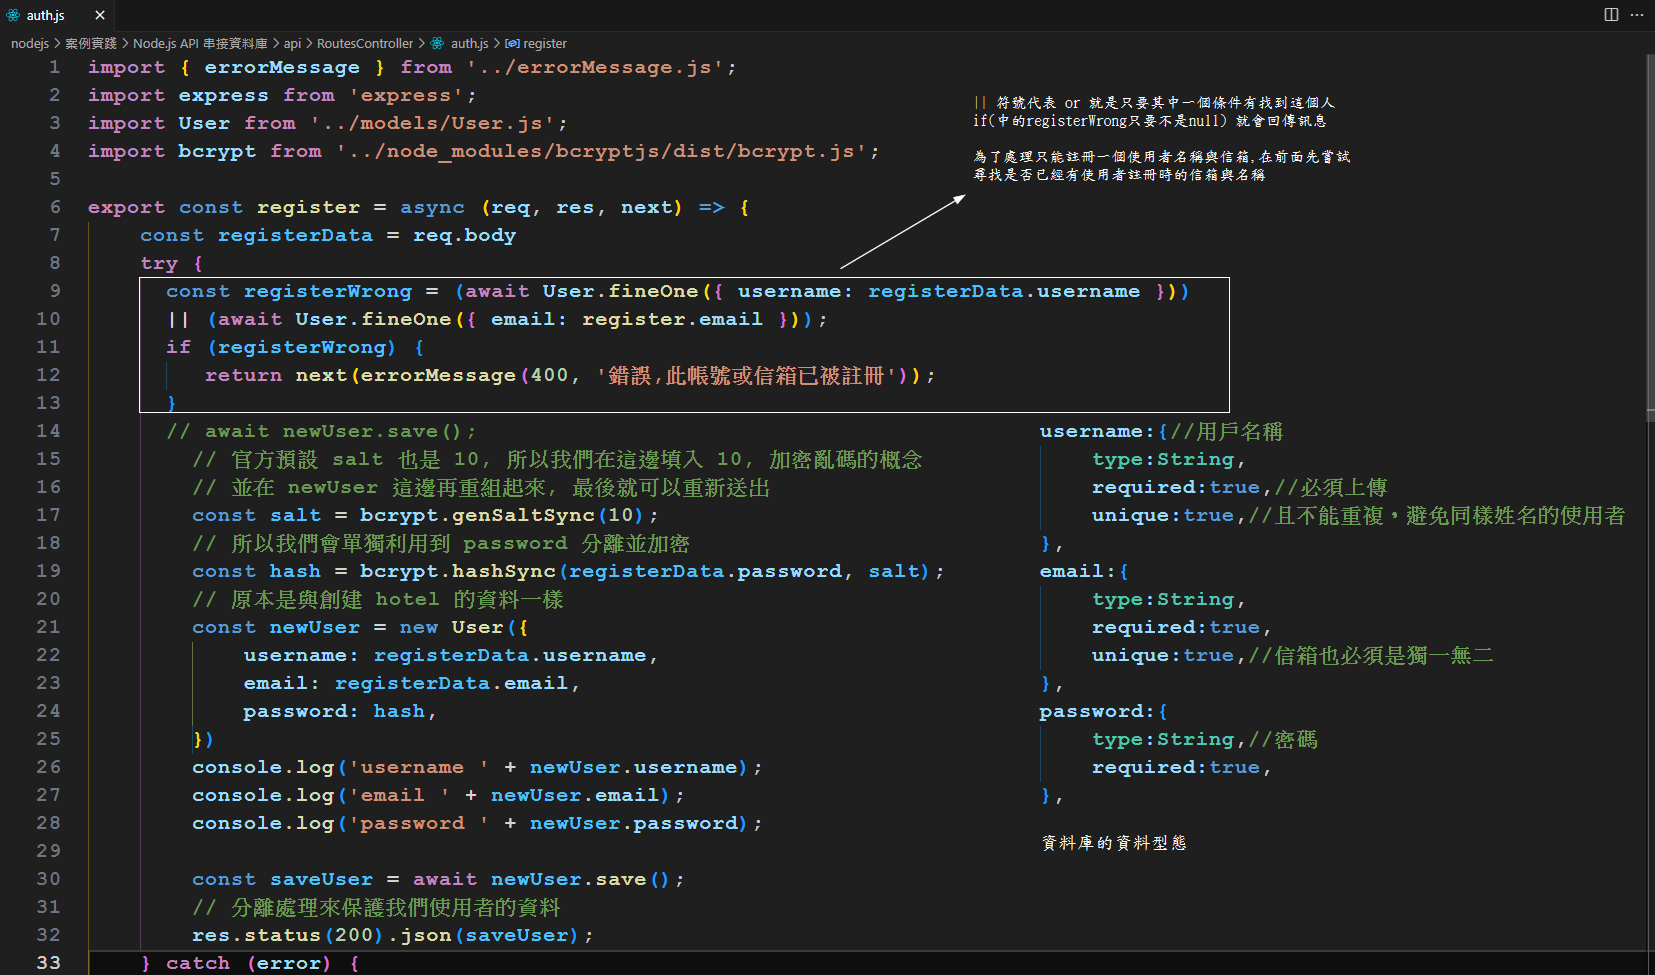 auth.js
nodejs > 案例實踐 > Node.js API 串接資料庫 > api > RoutesController > auth.js > register
1 import { errorMessage } from '../errorMessage.js';
2 import express from 'express';
3 import User from '../models/User.js';
4 import bcrypt from '../node_modules/bcryptjs/dist/bcrypt.js';
5
6 export const register = async (req, res, next) => {
7 const registerData = req.body
8 try {
9 const registerWrong = (await User.fineOne({ username: registerData.username }))
10 || (await User.fineOne({ email: register.email }));
11 if (registerWrong) {
12 return next(errorMessage(400, '錯誤,此帳號或信箱已被註冊'));
13 }
14 // await newUser.save();
15 // 官方預設 salt 也是 10, 所以我們在這邊填入 10, 加密亂碼的概念
16 // 並在 newUser 這邊再重組起來, 最後就可以重新送出
17 const salt = bcrypt.genSaltSync(10);
18 // 所以我們會單獨利用到 password 分離並加密
19 const hash = bcrypt.hashSync(registerData.password, salt);
20 // 原本是與創建 hotel 的資料一樣
21 const newUser = new User({
22 username: registerData.username,
23 email: registerData.email,
24 password: hash,
25 })
26 console.log('username ' + newUser.username);
27 console.log('email ' + newUser.email);
28 console.log('password ' + newUser.password);
29
30 const saveUser = await newUser.save();
31 // 分離處理來保護我們使用者的資料
32 res.status(200).json(saveUser);
33 } catch (error) {
|| 符號代表 or 就是只要其中一個條件有找到這個人
if(中的registerWrong只要不是null) 就會回傳訊息
為了處理只能註冊一個使用者名稱與信箱,在前面先嘗試
尋找是否已經有使用者註冊時的信箱與名稱
username:{//用戶名稱
type:String,
required:true,//必須上傳
unique:true,//且不能重複,避免同樣姓名的使用者
},
email:{
type:String,
required:true,
unique:true,//信箱也必須是獨一無二
},
password:{
type:String,//密碼
required:true,
},
資料庫的資料型態